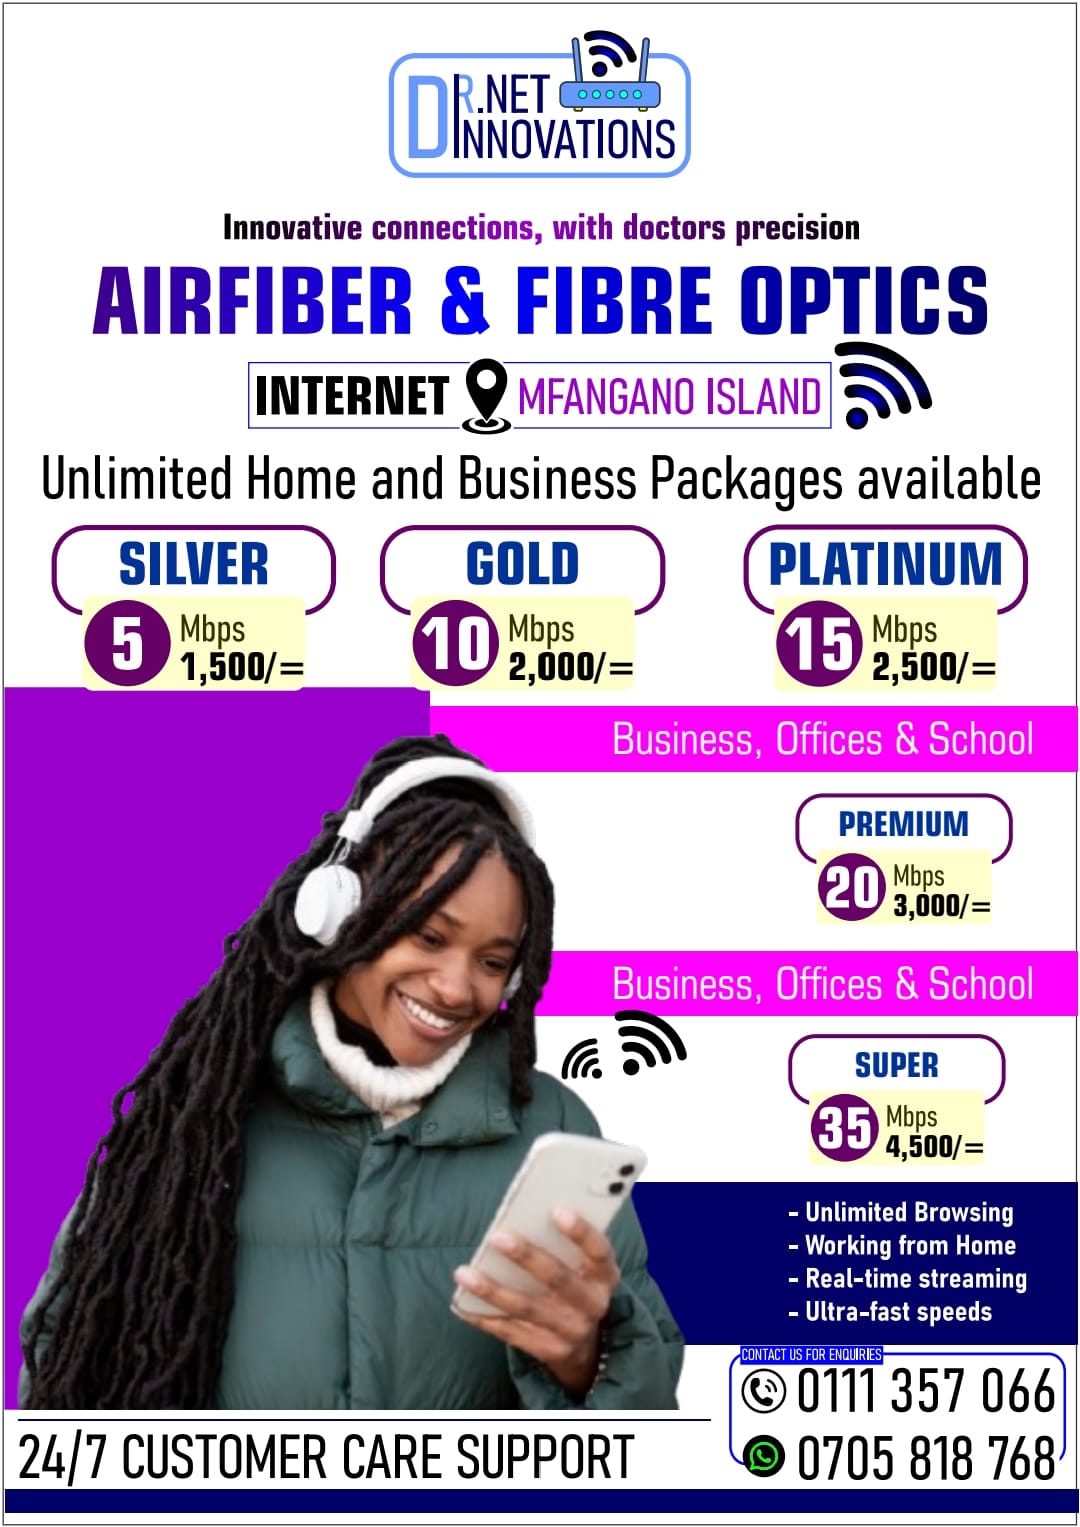 DR.NET
INNOVATIONS
Innovative connections, with doctors precision
AIRFIBER & FIBRE OPTICS
INTERNET MFANGANO ISLAND
Unlimited Home and Business Packages available
SILVER
5 Mbps
1,500/=
GOLD
10 Mbps
2,000/=
PLATINUM
15 Mbps
2,500/=
Business, Offices & School
PREMIUM
20 Mbps
3,000/=
Business, Offices & School
SUPER
35 Mbps
4,500/=
- Unlimited Browsing
- Working from Home
- Real-time streaming
- Ultra-fast speeds
CONTACT US FOR ENQUIRIES
0111 357 066
0705 818 768
24/7 CUSTOMER CARE SUPPORT